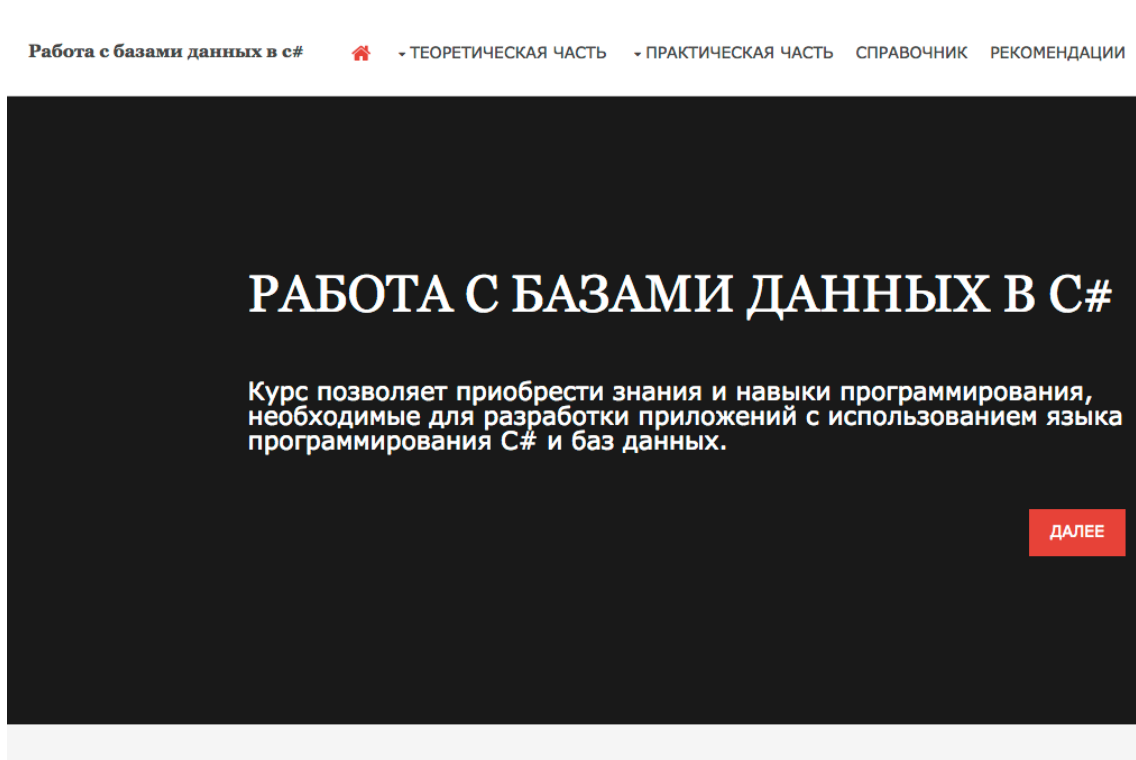 Работа с базами данных в c#
ТЕОРЕТИЧЕСКАЯ ЧАСТЬ ПРАКТИЧЕСКАЯ ЧАСТЬ СПРАВОЧНИК РЕКОМЕНДАЦИИ
РАБОТА С БАЗАМИ ДАННЫХ В C#
Курс позволяет приобрести знания и навыки программирования,
необходимые для разработки приложений с использованием языка
программирования C# и баз данных.
ДАЛЕЕ